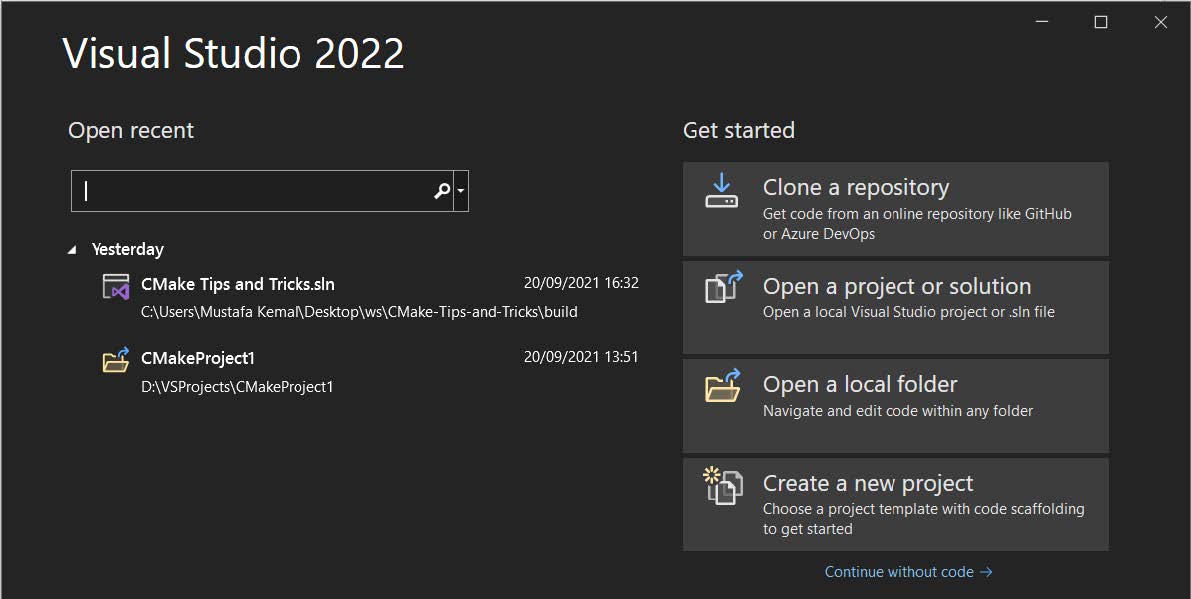 Visual Studio 2022
Open recent
Yesterday
CMake Tips and Tricks.sln 20/09/2021 16:32
C:\Users\Mustafa Kemal\Desktop\ws\CMake-Tips-and-Tricks\build
CMakeProject1 20/09/2021 13:51
D:\VSProjects\CMakeProject1
Get started
Clone a repository
Get code from an online repository like GitHub
or Azure DevOps
Open a project or solution
Open a local Visual Studio project or .sln file
Open a local folder
Navigate and edit code within any folder
Create a new project
Choose a project template with code scaffolding
to get started
Continue without code →